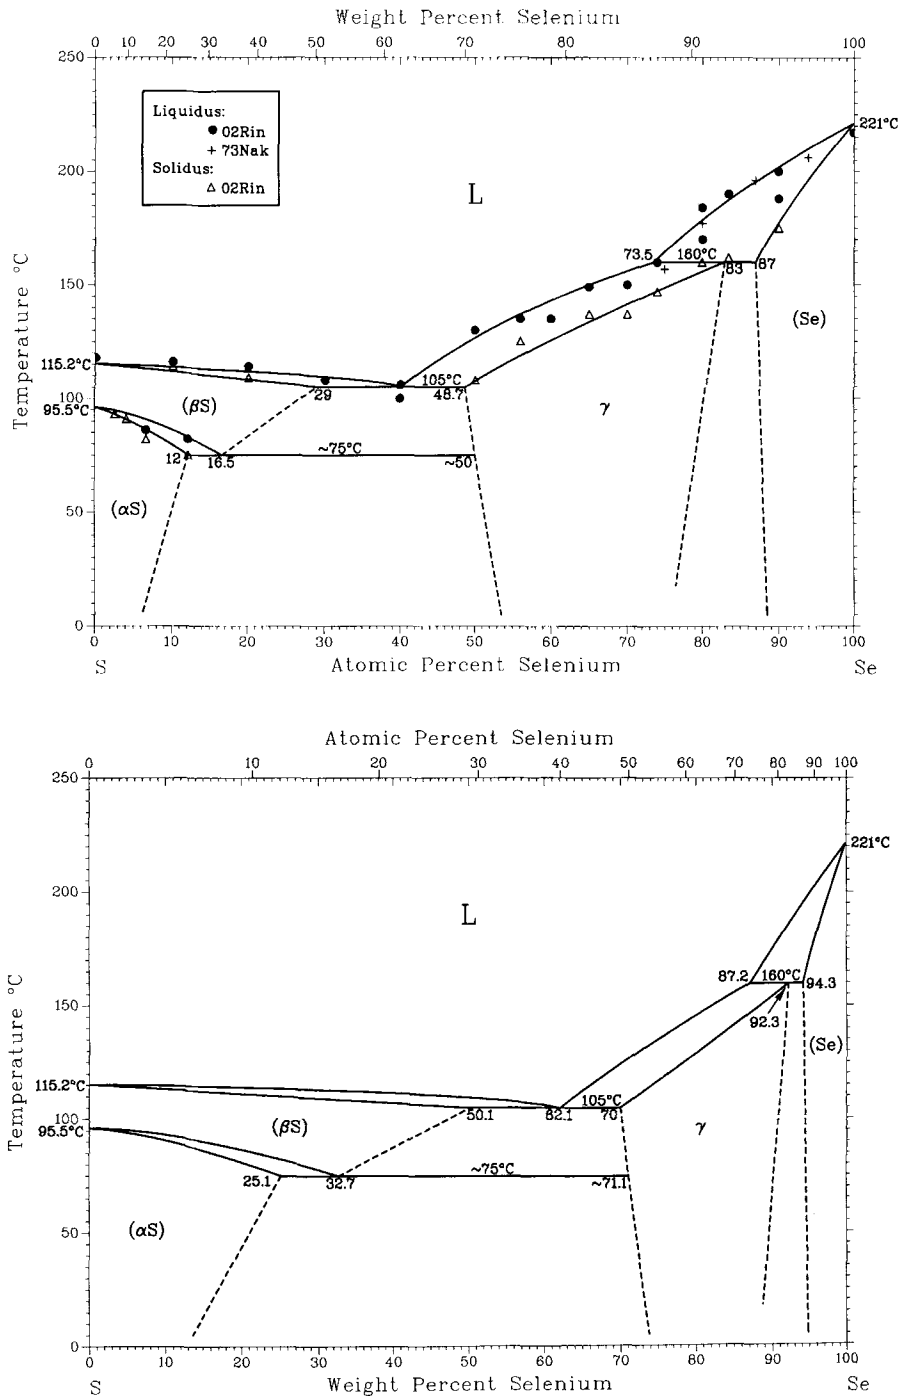 Weight Percent Selenium
0 10 20 30 40 50 60 70 80 90 100
250
Liquidus:
● 02Rin
+ 73Nak
Solidus:
△ 02Rin
221°C
200
L
73.5 160°C
83 87
150
(Se)
115.2°C
105°C
29 48.7
(βS)
γ
100
95.5°C
~75°C
12 16.5 ~50
(αS)
50
0
Temperature °C
0 10 20 30 40 50 60 70 80 90 100
S Atomic Percent Selenium Se
Atomic Percent Selenium
0 10 20 30 40 50 60 70 80 90 100
250
221°C
200
L
87.2 160°C 94.3
92.3
150
(Se)
115.2°C
105°C
50.1 62.1 70
100
(βS)
γ
95.5°C
~75°C
25.1 32.7 ~71.1
(αS)
50
0
Temperature °C
0 10 20 30 40 50 60 70 80 90 100
S Weight Percent Selenium Se